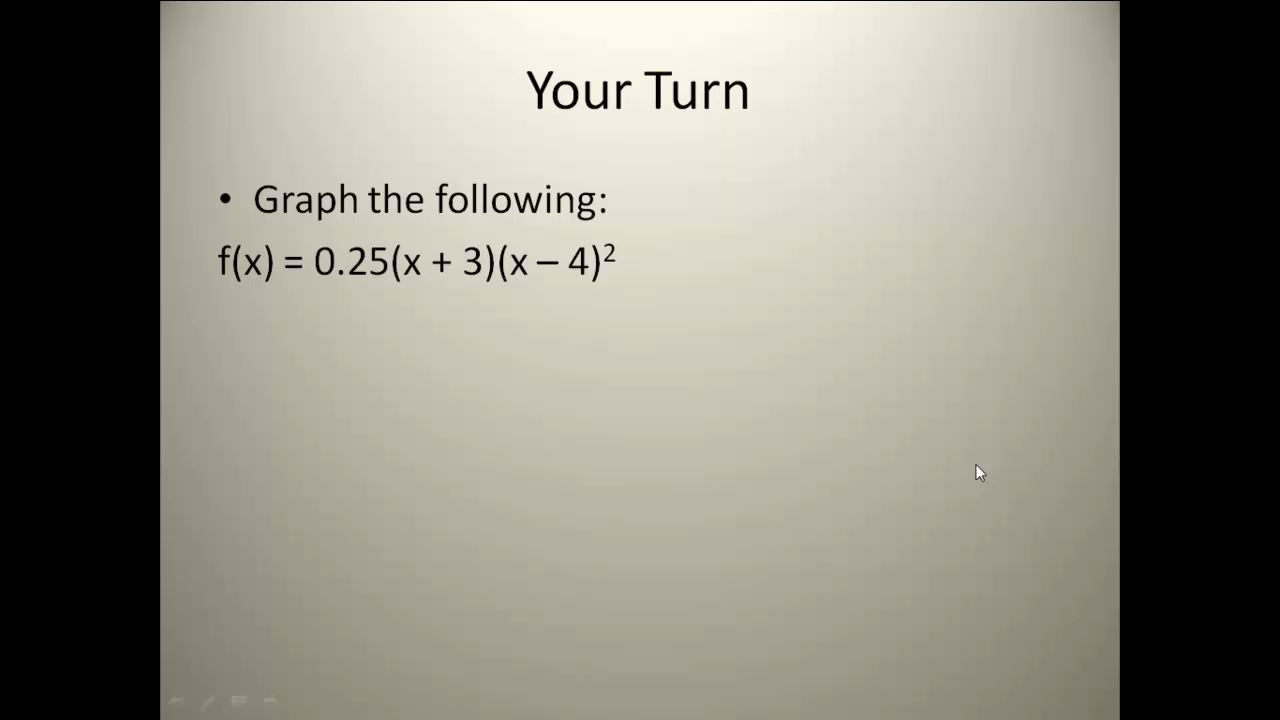 Your Turn
• Graph the following:
f(x) = 0.25(x + 3)(x – 4)²